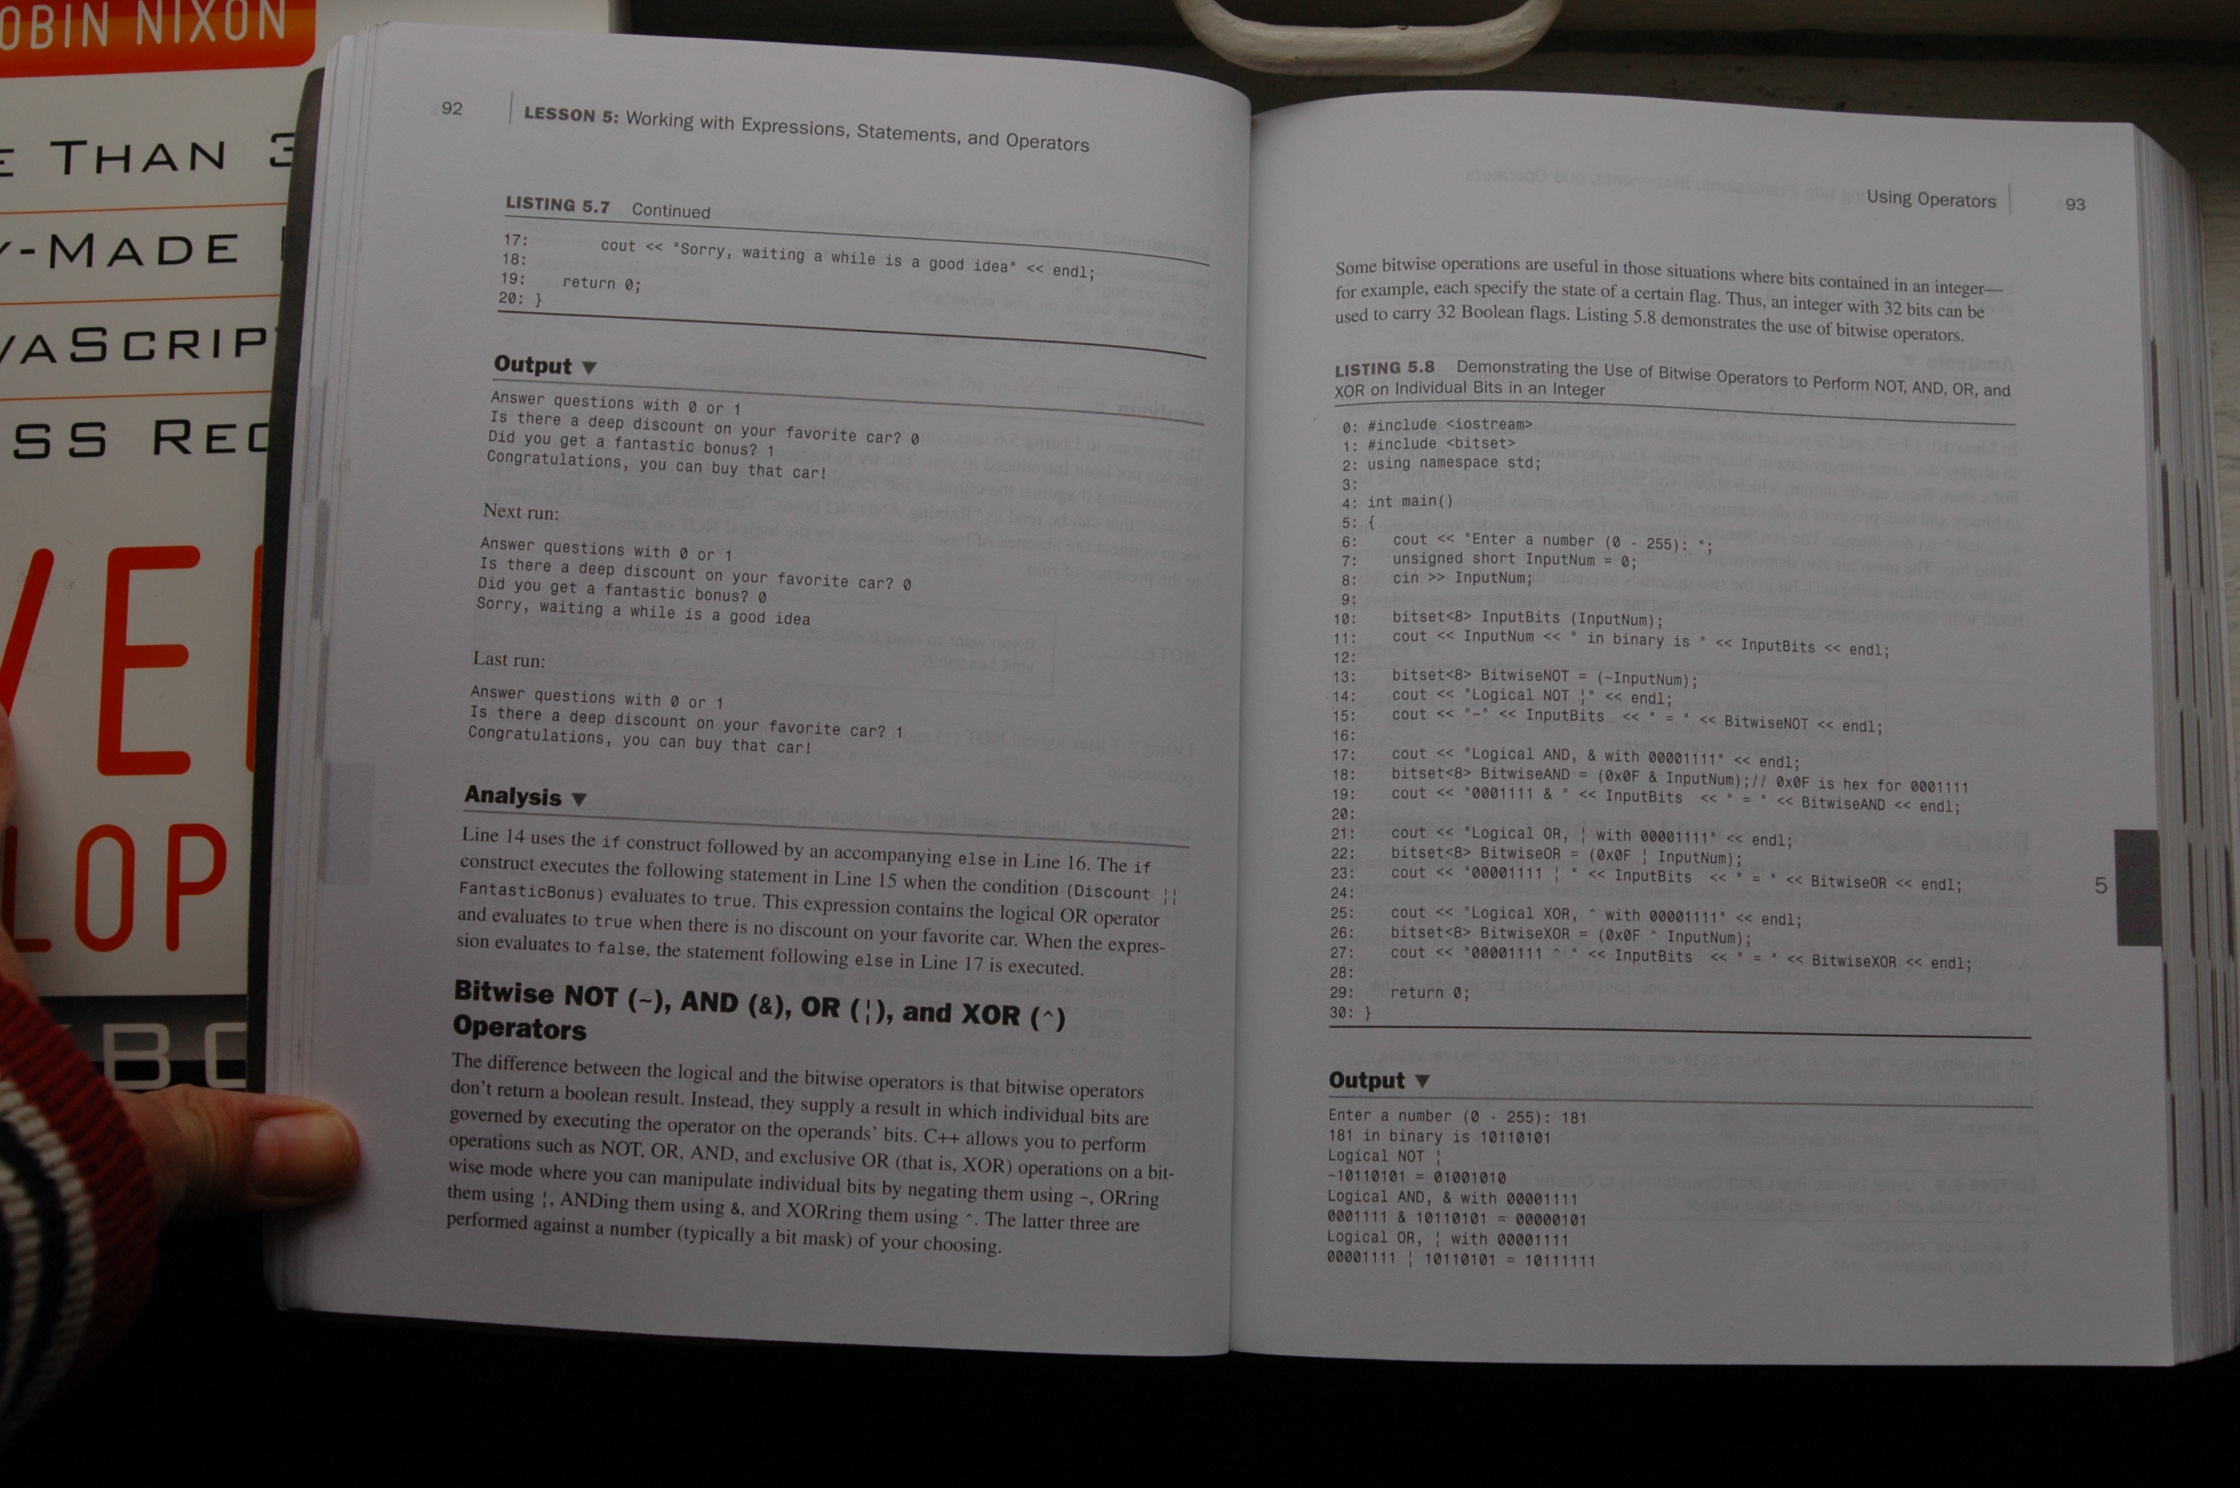 OBIN NIXON
E THAN 3
Y-MADE
VASCRIP
SS REC
VE
LOP
BO
92 LESSON 5: Working with Expressions, Statements, and Operators
LISTING 5.7 Continued
17: cout << "Sorry, waiting a while is a good idea" << endl;
18:
19: return 0;
20: }
Output ▼
Answer questions with 0 or 1
Is there a deep discount on your favorite car? 0
Did you get a fantastic bonus? 1
Congratulations, you can buy that car!
Next run:
Answer questions with 0 or 1
Is there a deep discount on your favorite car? 0
Did you get a fantastic bonus? 0
Sorry, waiting a while is a good idea
Last run:
Answer questions with 0 or 1
Is there a deep discount on your favorite car? 1
Congratulations, you can buy that car!
Analysis ▼
Line 14 uses the if construct followed by an accompanying else in Line 16. The if
construct executes the following statement in Line 15 when the condition (Discount ¦¦
FantasticBonus) evaluates to true. This expression contains the logical OR operator
and evaluates to true when there is no discount on your favorite car. When the expres-
sion evaluates to false, the statement following else in Line 17 is executed.
Bitwise NOT (~), AND (&), OR (¦), and XOR (^)
Operators
The difference between the logical and the bitwise operators is that bitwise operators
don't return a boolean result. Instead, they supply a result in which individual bits are
governed by executing the operator on the operands' bits. C++ allows you to perform
operations such as NOT, OR, AND, and exclusive OR (that is, XOR) operations on a bit-
wise mode where you can manipulate individual bits by negating them using ~, ORring
them using ¦, ANDing them using &, and XORring them using ^. The latter three are
performed against a number (typically a bit mask) of your choosing.
Using Operators 93
Some bitwise operations are useful in those situations where bits contained in an integer—
for example, each specify the state of a certain flag. Thus, an integer with 32 bits can be
used to carry 32 Boolean flags. Listing 5.8 demonstrates the use of bitwise operators.
LISTING 5.8 Demonstrating the Use of Bitwise Operators to Perform NOT, AND, OR, and
XOR on Individual Bits in an Integer
0: #include <iostream>
1: #include <bitset>
2: using namespace std;
3:
4: int main()
5: {
6: cout << "Enter a number (0 - 255): ";
7: unsigned short InputNum = 0;
8: cin >> InputNum;
9:
10: bitset<8> InputBits (InputNum);
11: cout << InputNum << " in binary is " << InputBits << endl;
12:
13: bitset<8> BitwiseNOT = (~InputNum);
14: cout << "Logical NOT ¦" << endl;
15: cout << "~" << InputBits << " = " << BitwiseNOT << endl;
16:
17: cout << "Logical AND, & with 00001111" << endl;
18: bitset<8> BitwiseAND = (0x0F & InputNum);// 0x0F is hex for 0001111
19: cout << "0001111 & " << InputBits << " = " << BitwiseAND << endl;
20:
21: cout << "Logical OR, ¦ with 00001111" << endl;
22: bitset<8> BitwiseOR = (0x0F ¦ InputNum);
23: cout << "00001111 ¦ " << InputBits << " = " << BitwiseOR << endl;
24:
25: cout << "Logical XOR, ^ with 00001111" << endl;
26: bitset<8> BitwiseXOR = (0x0F ^ InputNum);
27: cout << "00001111 ^ " << InputBits << " = " << BitwiseXOR << endl;
28:
29: return 0;
30: }
5
Output ▼
Enter a number (0 - 255): 181
181 in binary is 10110101
Logical NOT ¦
~10110101 = 01001010
Logical AND, & with 00001111
0001111 & 10110101 = 00000101
Logical OR, ¦ with 00001111
00001111 ¦ 10110101 = 10111111